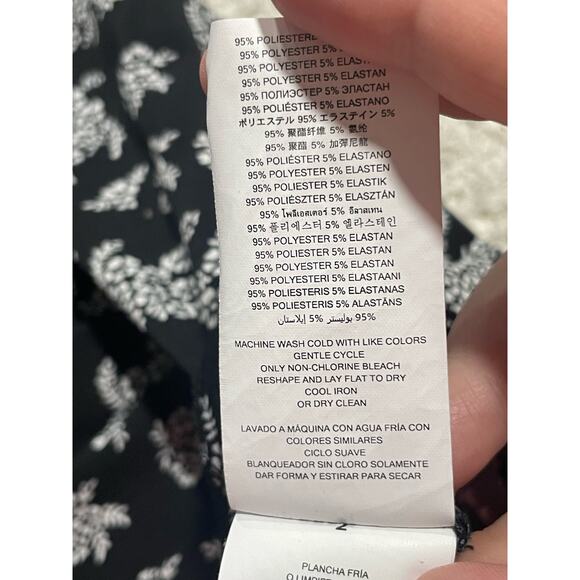 95% POLIESTERE
95% POLYESTER 5%
95% POLYESTER 5% ELASTAN
95% POLYESTER 5% ELASTAN
95% ПОЛИЭСТЕР 5% ЭЛАСТАН
95% POLIÉSTER 5% ELASTANO
ポリエステル 95% エラステイン 5%
95% 聚酯纤维 5% 氨纶
95% 聚酯 5% 加彈尼龍
95% POLIÉSTER 5% ELASTANO
95% POLYESTER 5% ELASTEN
95% POLIESTER 5% ELASTIK
95% POLIÉSZTER 5% ELASZTÁN
95% โพลีเอสเตอร์ 5% อีลาสเทน
95% 폴리에스터 5% 엘라스테인
95% POLYESTER 5% ELASTAN
95% POLYESTER 5% ELASTAN
95% POLYESTER 5% ELASTAN
95% POLYESTERI 5% ELASTAANI
95% POLIESTERIS 5% ELASTANAS
95% POLIESTERIS 5% ALASTĀNS
95% بوليستر 5% إيلاستان
MACHINE WASH COLD WITH LIKE COLORS
GENTLE CYCLE
ONLY NON-CHLORINE BLEACH
RESHAPE AND LAY FLAT TO DRY
COOL IRON
OR DRY CLEAN
LAVADO A MÁQUINA CON AGUA FRÍA CON
COLORES SIMILARES
CICLO SUAVE
BLANQUEADOR SIN CLORO SOLAMENTE
DAR FORMA Y ESTIRAR PARA SECAR
PLANCHA FRÍA